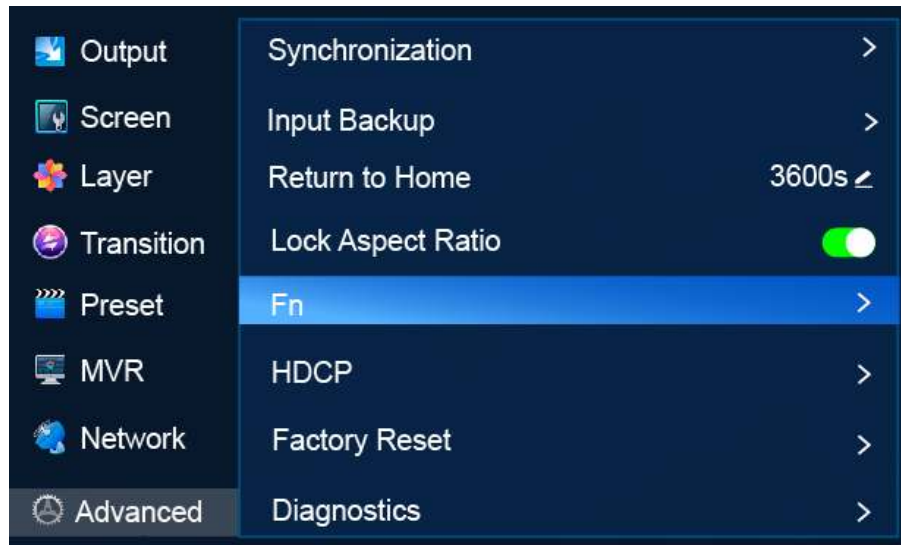 Output
Screen
Layer
Transition
Preset
MVR
Network
Advanced
Synchronization
Input Backup
Return to Home 3600s
Lock Aspect Ratio
Fn
HDCP
Factory Reset
Diagnostics